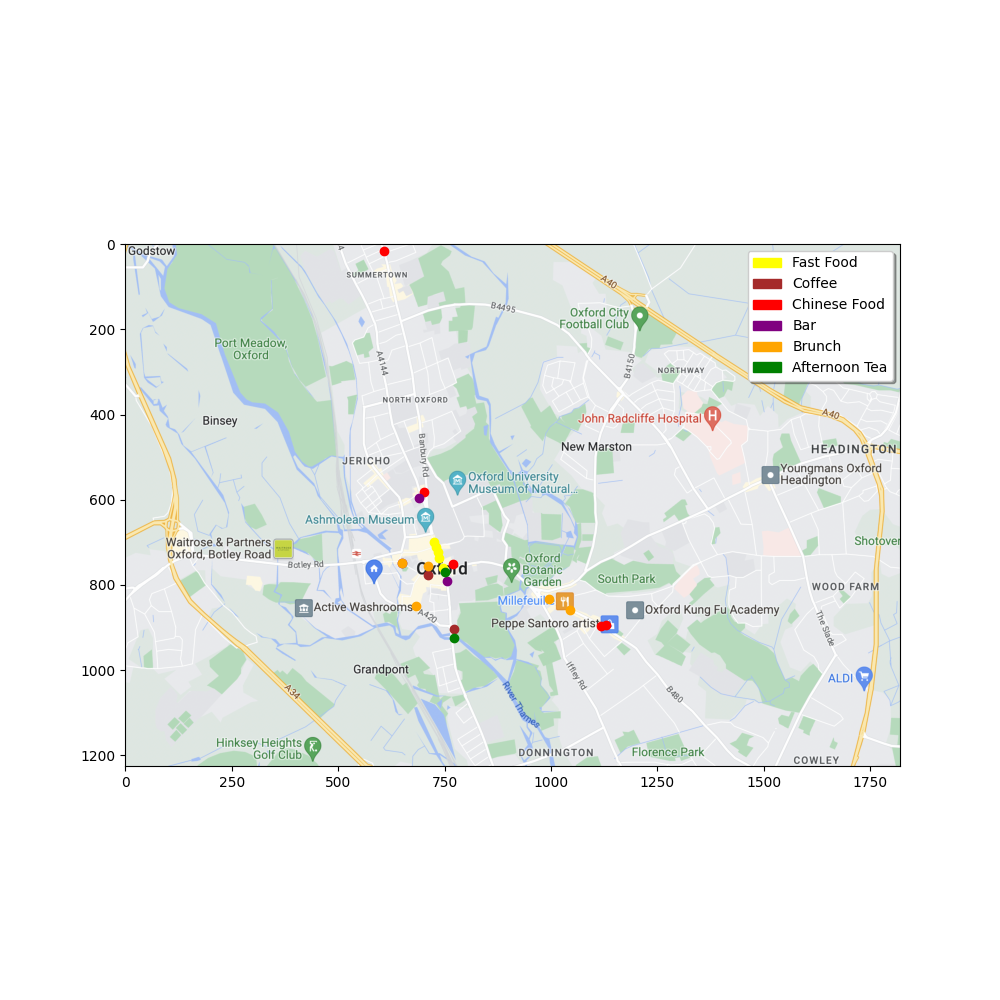 0
200
400
600
800
1000
1200
0
250
500
750
1000
1250
1500
1750
Fast Food
Coffee
Chinese Food
Bar
Brunch
Afternoon Tea
Godstow
SUMMERTOWN
B4495
A40
Oxford City
Football Club
Port Meadow,
Oxford
A4144
B4150
NORTHWAY
NORTH OXFORD
A40
Binsey
John Radcliffe Hospital
H
Banbury Rd
New Marston
HEADINGTON
JERICHO
Oxford University
Museum of Natural...
Youngmans Oxford
Headington
Ashmolean Museum
Waitrose & Partners
Oxford, Botley Road
Botley Rd
Oxford
Oxford
Botanic
Garden
Shotover
South Park
WOOD FARM
Millefeuille
Active Washrooms
A420
Oxford Kung Fu Academy
Peppe Santoro artist
The Slade
Grandpont
Iffley Rd
ALDI
A34
River Thames
B480
Hinksey Heights
Golf Club
DONNINGTON
Florence Park
COWLEY